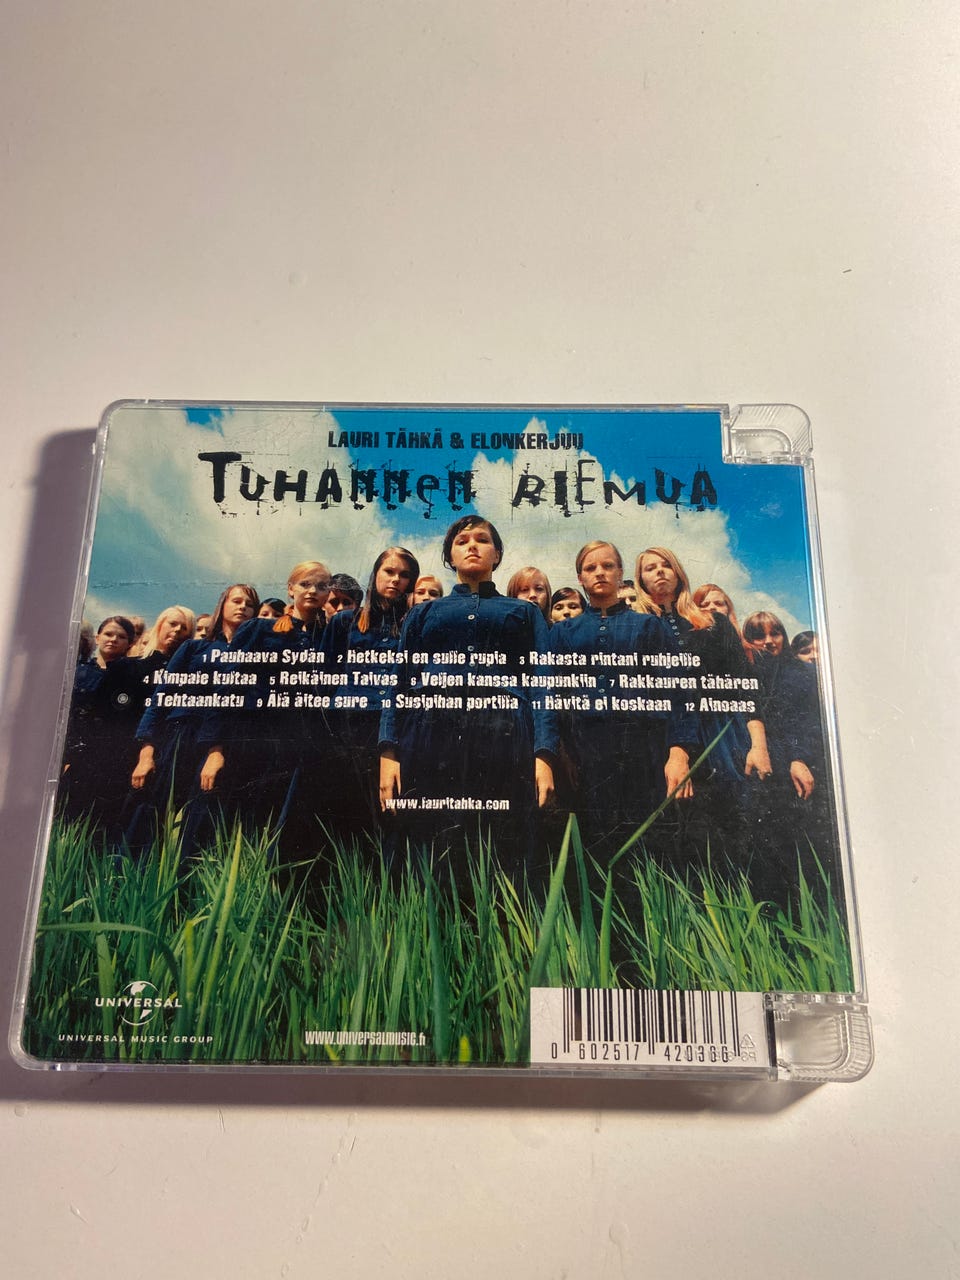 LAURI TÄHKÄ & ELONKERJUU
TUHANNEN RIEMUA
1 Pauhaava Sydän 2 Hetkeksi en sulle rupia 3 Rakasta rintani ruhjeille
4 Kimpale kultaa 5 Reikäinen Taivas 6 Veljen kanssa kaupunkiin 7 Rakkauren tähären
8 Tehtaankatu 9 Älä äitee sure 10 Susipihan portilla 11 Hävitä ei koskaan 12 Ainoaas
www.lauritahka.com
UNIVERSAL
UNIVERSAL MUSIC GROUP
WWW.UNIVERSALMUSIC.fi
0 602517 420366